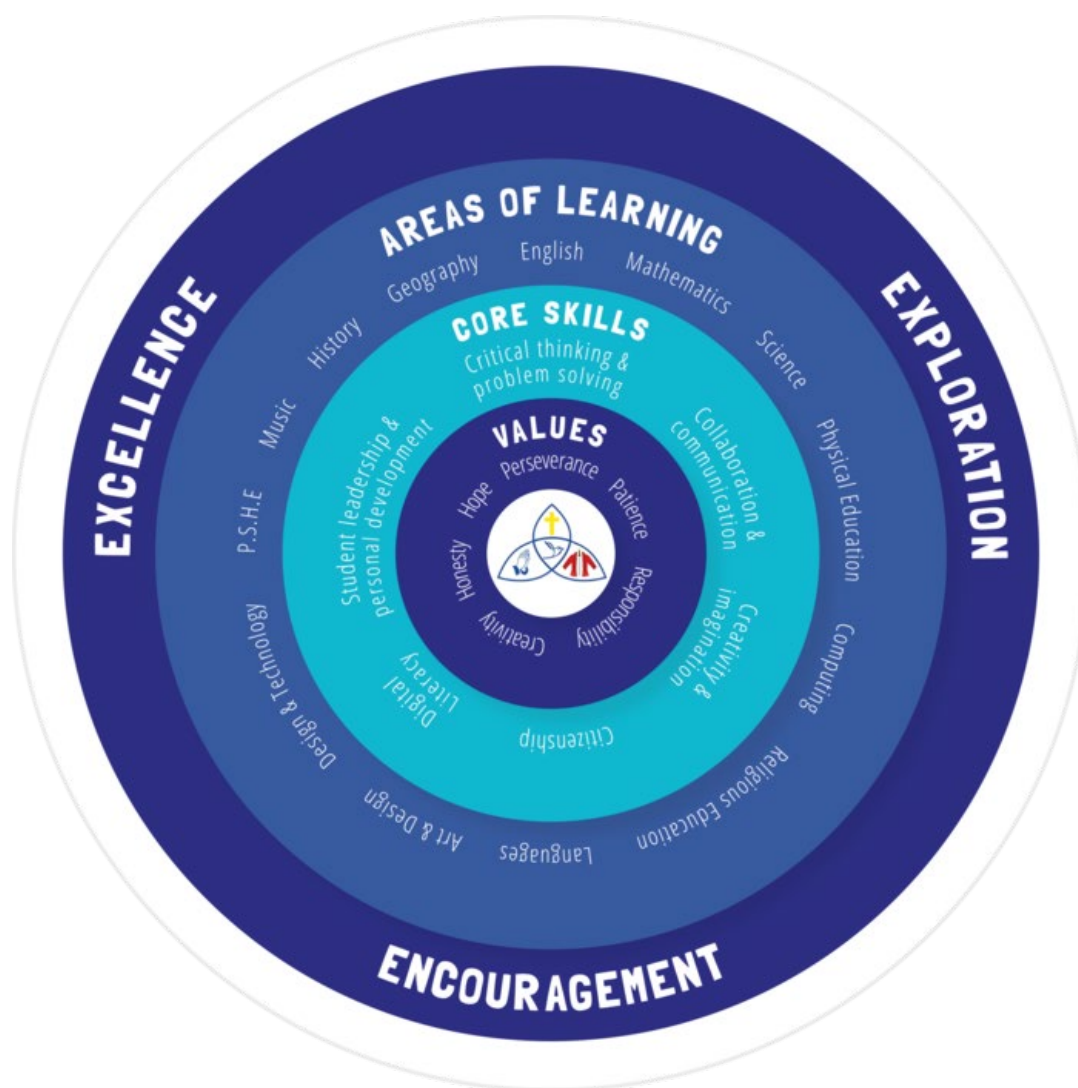 EXCELLENCE
EXPLORATION
ENCOURAGEMENT
AREAS OF LEARNING
English
Mathematics
Science
Physical Education
Computing
Religious Education
Languages
Art & Design
Design & Technology
P.S.H.E
Music
History
Geography
CORE SKILLS
Critical thinking &
problem solving
Collaboration &
communication
Creativity &
imagination
Citizenship
Digital
Literacy
Student leadership &
personal development
VALUES
Perseverance
Patience
Responsibility
Creativity
Honesty
Hope